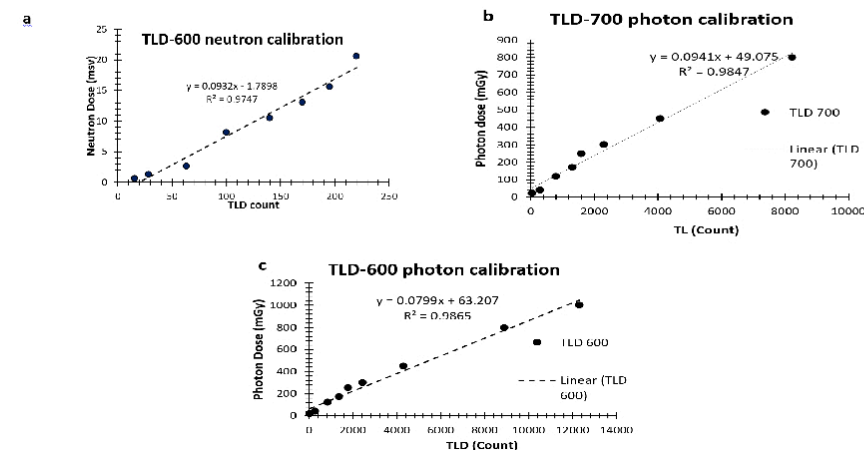 a
TLD-600 neutron calibration
Neutron Dose (msv)
25
20
15
10
5
0
y = 0.0932x - 1.7898
R² = 0.9747
0 50 100 150 200 250
TLD count
b
TLD-700 photon calibration
Photon dose (mGy)
900
800
700
600
500
400
300
200
100
0
y = 0.0941x + 49.075
R² = 0.9847
TLD 700
Linear (TLD
700)
0 2000 4000 6000 8000 10000
TL (Count)
c
TLD-600 photon calibration
Photon Dose (mGy)
1200
1000
800
600
400
200
0
y = 0.0799x + 63.207
R² = 0.9865
TLD 600
Linear (TLD
600)
0 2000 4000 6000 8000 10000 12000 14000
TLD (Count)